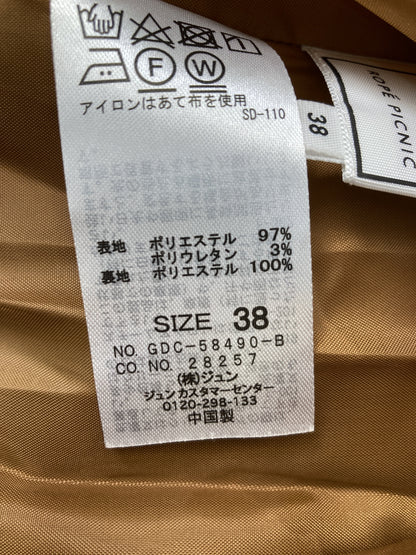 アイロンはあて布を使用
SD-110
表地 ポリエステル 97%
ポリウレタン 3%
裏地 ポリエステル 100%
SIZE 38
NO. GDC-58490-B
CO. NO. 28257
(株)ジュン
ジュンカスタマーセンター
0120-298-133
中国製
38
ROPÉ PICNIC
F
W